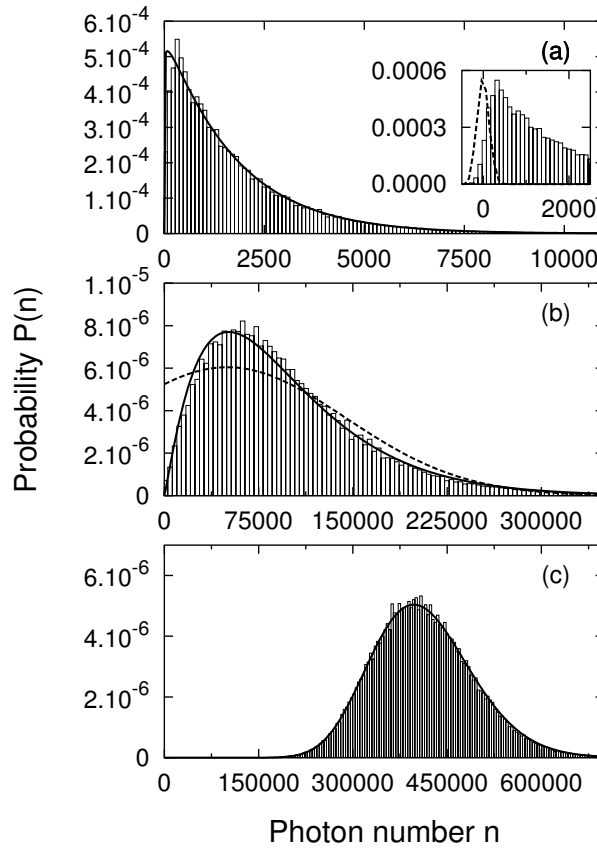 6.10⁻⁴
5.10⁻⁴
4.10⁻⁴
3.10⁻⁴
2.10⁻⁴
1.10⁻⁴
0
0 2500 5000 7500 10000
(a)
0.0006
0.0003
0.0000
0 2000
Probability P(n)
1.10⁻⁵
8.10⁻⁶
6.10⁻⁶
4.10⁻⁶
2.10⁻⁶
0
0 75000 150000 225000 300000
(b)
6.10⁻⁶
4.10⁻⁶
2.10⁻⁶
0
0 150000 300000 450000 600000
(c)
Photon number n